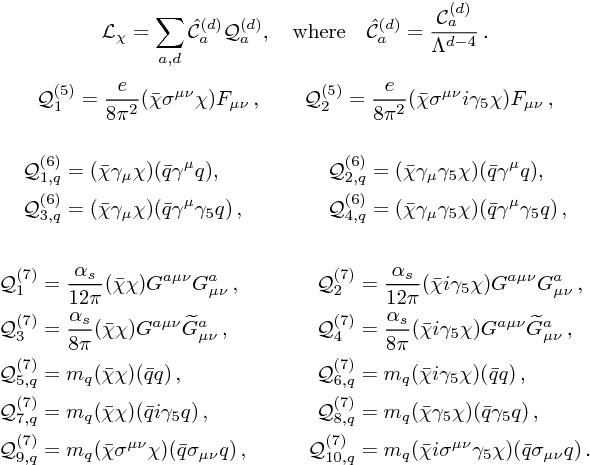 $\mathcal{L}_\chi = \sum_{a,d} \hat{\mathcal{C}}_a^{(d)} \mathcal{Q}_a^{(d)}, \quad \text{where} \quad \hat{\mathcal{C}}_a^{(d)} = \frac{\mathcal{C}_a^{(d)}}{\Lambda^{d-4}} \,.$
$\mathcal{Q}_1^{(5)} = \frac{e}{8\pi^2} (\bar{\chi}\sigma^{\mu\nu}\chi) F_{\mu\nu} \,, \quad \mathcal{Q}_2^{(5)} = \frac{e}{8\pi^2} (\bar{\chi}\sigma^{\mu\nu} i\gamma_5\chi) F_{\mu\nu} \,,$
$\mathcal{Q}_{1,q}^{(6)} = (\bar{\chi}\gamma_\mu\chi)(\bar{q}\gamma^\mu q), \quad \mathcal{Q}_{2,q}^{(6)} = (\bar{\chi}\gamma_\mu\gamma_5\chi)(\bar{q}\gamma^\mu q),$
$\mathcal{Q}_{3,q}^{(6)} = (\bar{\chi}\gamma_\mu\chi)(\bar{q}\gamma^\mu\gamma_5 q) \,, \quad \mathcal{Q}_{4,q}^{(6)} = (\bar{\chi}\gamma_\mu\gamma_5\chi)(\bar{q}\gamma^\mu\gamma_5 q) \,,$
$\mathcal{Q}_1^{(7)} = \frac{\alpha_s}{12\pi} (\bar{\chi}\chi) G^{a\mu\nu} G^a_{\mu\nu} \,, \quad \mathcal{Q}_2^{(7)} = \frac{\alpha_s}{12\pi} (\bar{\chi} i\gamma_5\chi) G^{a\mu\nu} G^a_{\mu\nu} \,,$
$\mathcal{Q}_3^{(7)} = \frac{\alpha_s}{8\pi} (\bar{\chi}\chi) G^{a\mu\nu} \widetilde{G}^a_{\mu\nu} \,, \quad \mathcal{Q}_4^{(7)} = \frac{\alpha_s}{8\pi} (\bar{\chi} i\gamma_5\chi) G^{a\mu\nu} \widetilde{G}^a_{\mu\nu} \,,$
$\mathcal{Q}_{5,q}^{(7)} = m_q (\bar{\chi}\chi)(\bar{q}q) \,, \quad \mathcal{Q}_{6,q}^{(7)} = m_q (\bar{\chi} i\gamma_5\chi)(\bar{q}q) \,,$
$\mathcal{Q}_{7,q}^{(7)} = m_q (\bar{\chi}\chi)(\bar{q} i\gamma_5 q) \,, \quad \mathcal{Q}_{8,q}^{(7)} = m_q (\bar{\chi}\gamma_5\chi)(\bar{q}\gamma_5 q) \,,$
$\mathcal{Q}_{9,q}^{(7)} = m_q (\bar{\chi}\sigma^{\mu\nu}\chi)(\bar{q}\sigma_{\mu\nu} q) \,, \quad \mathcal{Q}_{10,q}^{(7)} = m_q (\bar{\chi} i\sigma^{\mu\nu}\gamma_5\chi)(\bar{q}\sigma_{\mu\nu} q) \,.$